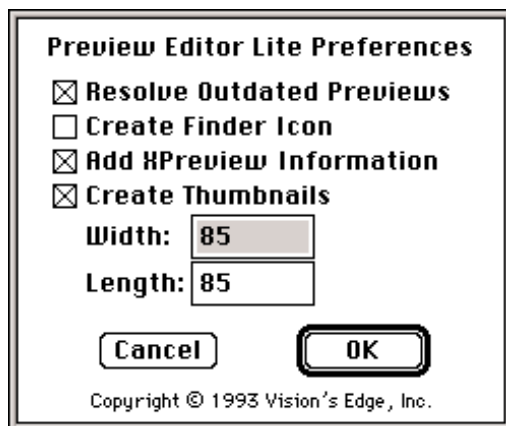 Preview Editor Lite Preferences
Resolve Outdated Previews
Create Finder Icon
Add XPreview Information
Create Thumbnails
Width: 85
Length: 85
Cancel OK
Copyright © 1993 Vision's Edge, Inc.